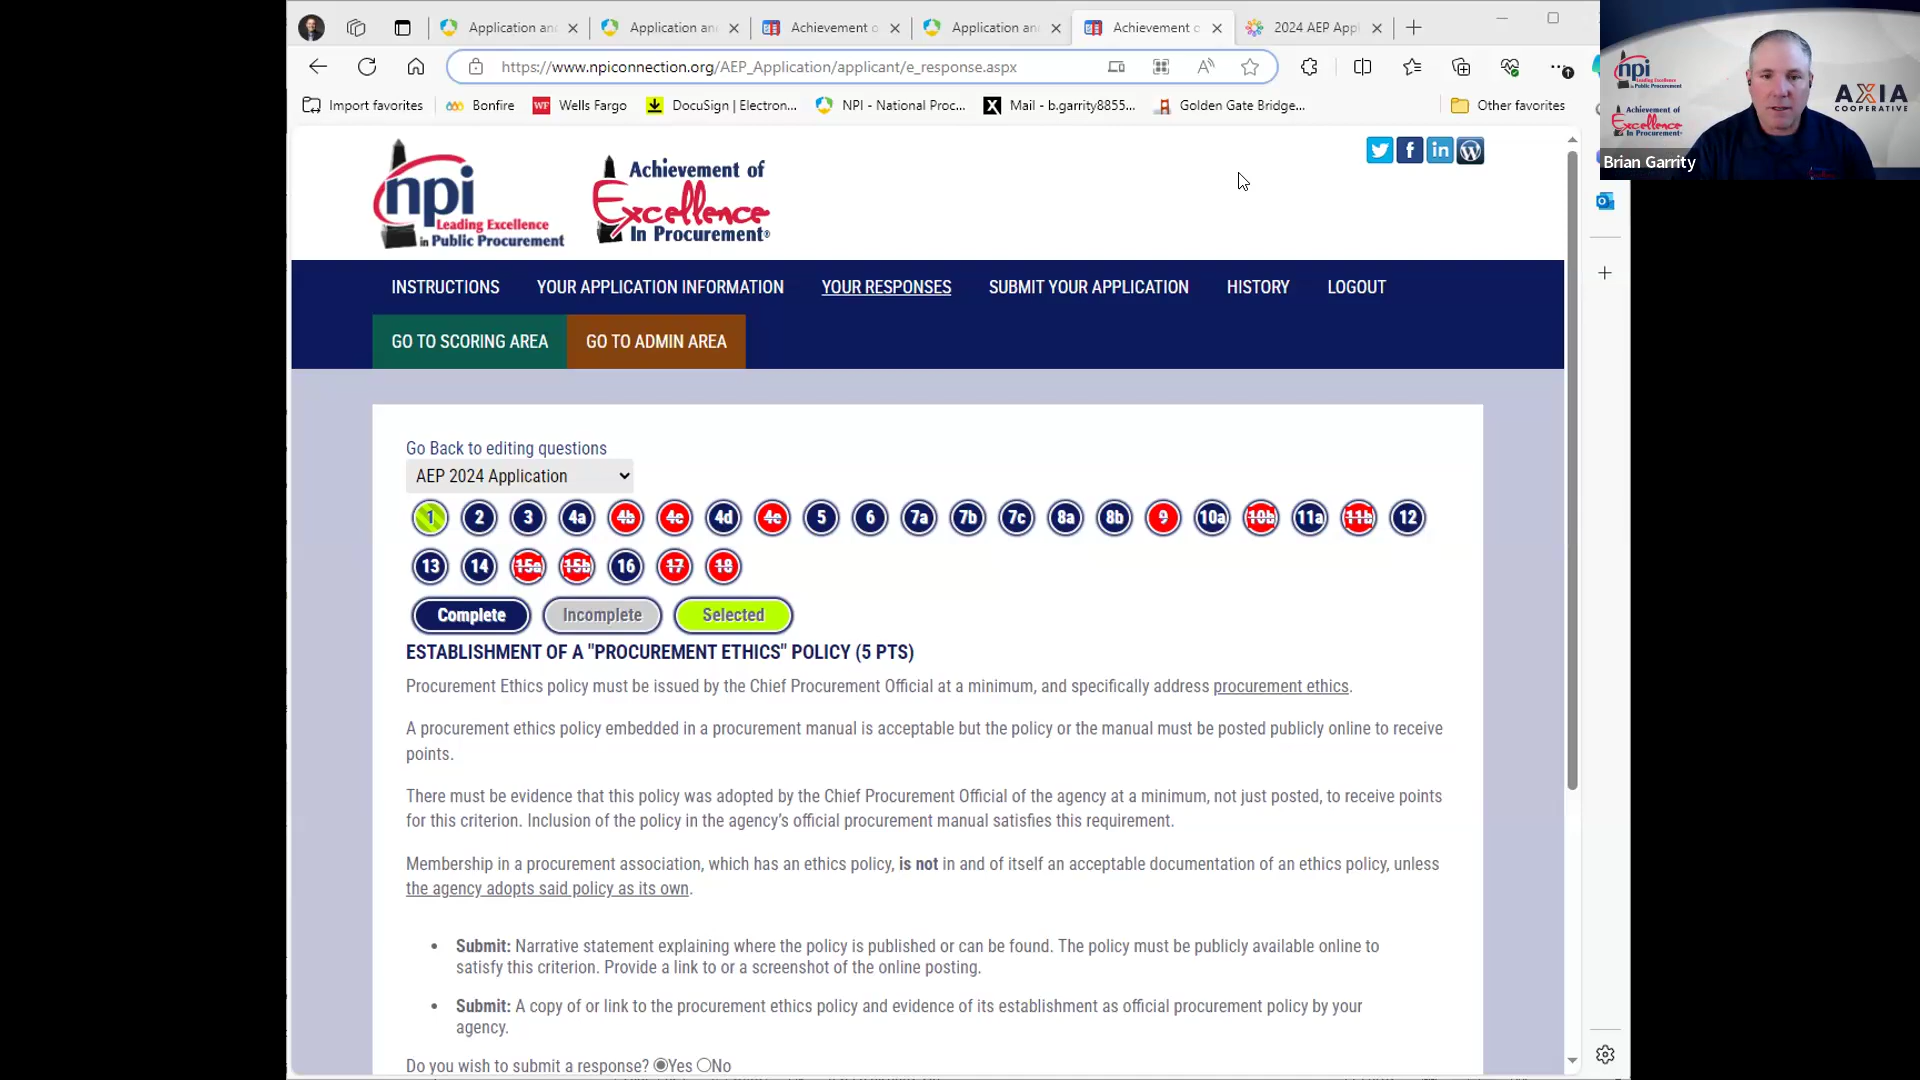 Application an
Application an
Achievement o
Application an
Achievement o
2024 AEP Appl
https://www.npiconnection.org/AEP_Application/applicant/e_response.aspx
Import favorites
Bonfire
WF
Wells Fargo
DocuSign | Electron...
NPI - National Proc...
Mail - b.garrity8855...
Golden Gate Bridge...
Other favorites
npi
Leading Excellence
in Public Procurement
Achievement of
Excellence
In Procurement®
npi
Leading Excellence
in Public Procurement
Achievement of
Excellence
In Procurement
AXIA
COOPERATIVE
Brian Garrity
INSTRUCTIONS
YOUR APPLICATION INFORMATION
YOUR RESPONSES
SUBMIT YOUR APPLICATION
HISTORY
LOGOUT
GO TO SCORING AREA
GO TO ADMIN AREA
Go Back to editing questions
AEP 2024 Application
1 2 3 4a 4b 4c 4d 4e 5 6 7a 7b 7c 8a 8b 9 10a 10b 11a 11b 12
13 14 15a 15b 16 17 18
Complete Incomplete Selected
ESTABLISHMENT OF A "PROCUREMENT ETHICS" POLICY (5 PTS)
Procurement Ethics policy must be issued by the Chief Procurement Official at a minimum, and specifically address procurement ethics.
A procurement ethics policy embedded in a procurement manual is acceptable but the policy or the manual must be posted publicly online to receive
points.
There must be evidence that this policy was adopted by the Chief Procurement Official of the agency at a minimum, not just posted, to receive points
for this criterion. Inclusion of the policy in the agency's official procurement manual satisfies this requirement.
Membership in a procurement association, which has an ethics policy, is not in and of itself an acceptable documentation of an ethics policy, unless
the agency adopts said policy as its own.
• Submit: Narrative statement explaining where the policy is published or can be found. The policy must be publicly available online to
satisfy this criterion. Provide a link to or a screenshot of the online posting.
• Submit: A copy of or link to the procurement ethics policy and evidence of its establishment as official procurement policy by your
agency.
Do you wish to submit a response? Yes No